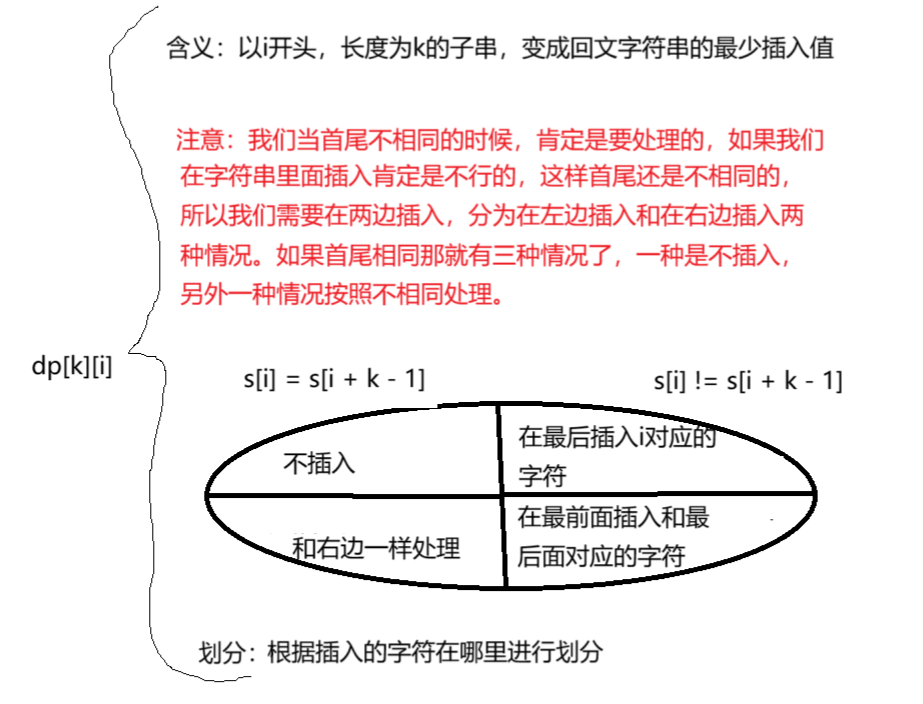 含义：以i开头，长度为k的子串，变成回文字符串的最少插入值
注意：我们当首尾不相同的时候，肯定是要处理的，如果我们
在字符串里面插入肯定是不行的，这样首尾还是不相同的，
所以我们需要在两边插入，分为在左边插入和在右边插入两
种情况。如果首尾相同那就有三种情况了，一种是不插入，
另外一种情况按照不相同处理。
dp[k][i]
s[i] = s[i + k - 1]
s[i] != s[i + k - 1]
不插入
在最后插入i对应的
字符
和右边一样处理
在最前面插入和最
后面对应的字符
划分：根据插入的字符在哪里进行划分